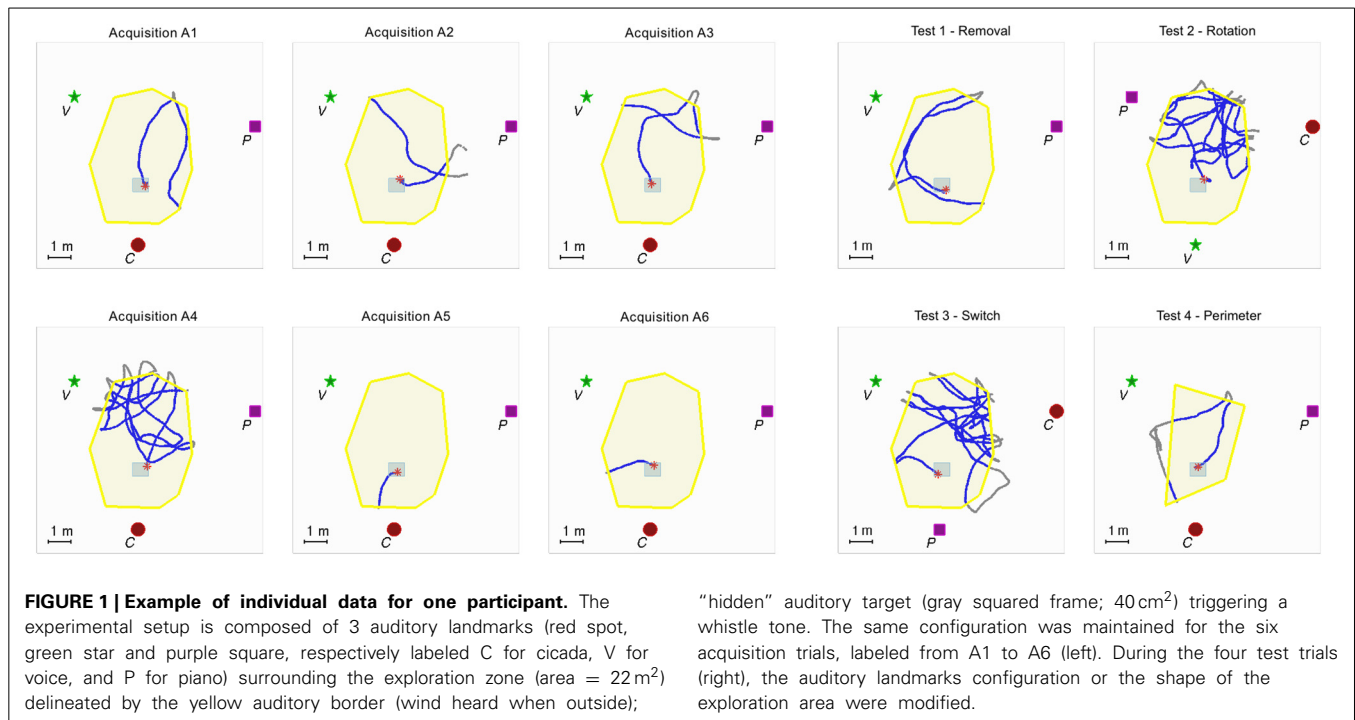 Acquisition A1
Acquisition A2
Acquisition A3
Test 1 - Removal
Test 2 - Rotation
V
P
C
1 m
V
P
C
1 m
V
P
C
1 m
V
P
1 m
P
C
V
1 m
Acquisition A4
Acquisition A5
Acquisition A6
Test 3 - Switch
Test 4 - Perimeter
V
P
C
1 m
V
P
C
1 m
V
P
C
1 m
V
C
P
1 m
V
P
C
1 m
FIGURE 1 | Example of individual data for one participant. The
experimental setup is composed of 3 auditory landmarks (red spot,
green star and purple square, respectively labeled C for cicada, V for
voice, and P for piano) surrounding the exploration zone (area = 22 m²)
delineated by the yellow auditory border (wind heard when outside);
“hidden” auditory target (gray squared frame; 40 cm²) triggering a
whistle tone. The same configuration was maintained for the six
acquisition trials, labeled from A1 to A6 (left). During the four test trials
(right), the auditory landmarks configuration or the shape of the
exploration area were modified.